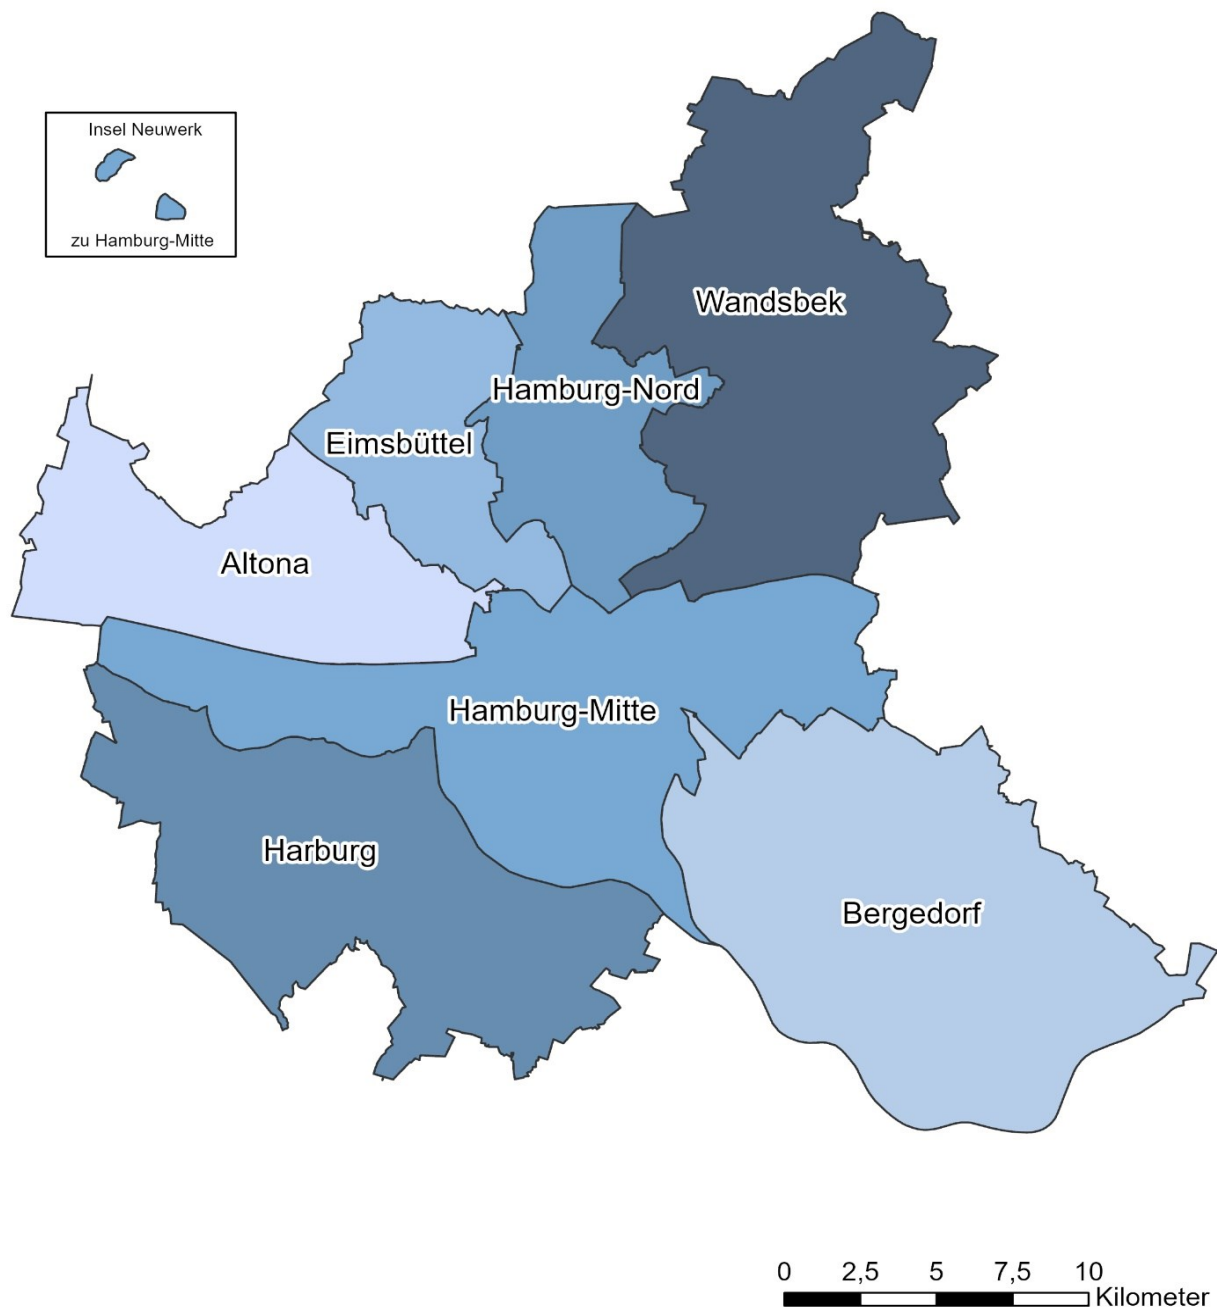 Insel Neuwerk
zu Hamburg-Mitte
Wandsbek
Hamburg-Nord
Eimsbüttel
Altona
Hamburg-Mitte
Harburg
Bergedorf
0 2,5 5 7,5 10
Kilometer